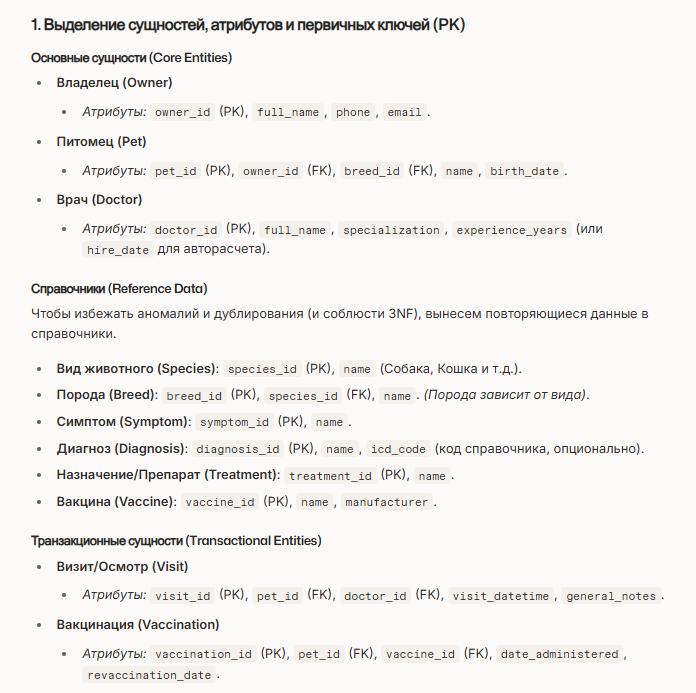 1. Выделение сущностей, атрибутов и первичных ключей (PK)
Основные сущности (Core Entities)
• Владелец (Owner)
• Атрибуты: owner_id (PK), full_name, phone, email.
• Питомец (Pet)
• Атрибуты: pet_id (PK), owner_id (FK), breed_id (FK), name, birth_date.
• Врач (Doctor)
• Атрибуты: doctor_id (PK), full_name, specialization, experience_years (или
hire_date для авторасчета).
Справочники (Reference Data)
Чтобы избежать аномалий и дублирования (и соблюсти 3NF), вынесем повторяющиеся данные в
справочники.
• Вид животного (Species): species_id (PK), name (Собака, Кошка и т.д.).
• Порода (Breed): breed_id (PK), species_id (FK), name. (Порода зависит от вида).
• Симптом (Symptom): symptom_id (PK), name.
• Диагноз (Diagnosis): diagnosis_id (PK), name, icd_code (код справочника, опционально).
• Назначение/Препарат (Treatment): treatment_id (PK), name.
• Вакцина (Vaccine): vaccine_id (PK), name, manufacturer.
Транзакционные сущности (Transactional Entities)
• Визит/Осмотр (Visit)
• Атрибуты: visit_id (PK), pet_id (FK), doctor_id (FK), visit_datetime, general_notes.
• Вакцинация (Vaccination)
• Атрибуты: vaccination_id (PK), pet_id (FK), vaccine_id (FK), date_administered,
revaccination_date.